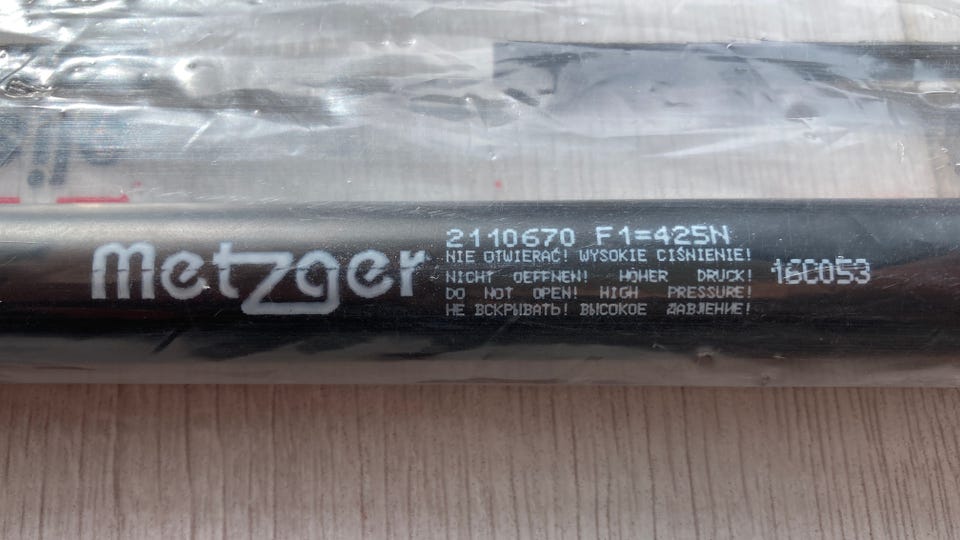 Metzger
2110670 F1=425N
NIE OTWIERAĆ! WYSOKIE CIŚNIENIE!
NICHT OEFFNEN! HÖHER DRUCK!
DO NOT OPEN! HIGH PRESSURE!
НЕ ВСКРЫВАТЬ! ВЫСОКОЕ ДАВЛЕНИЕ!
16C053